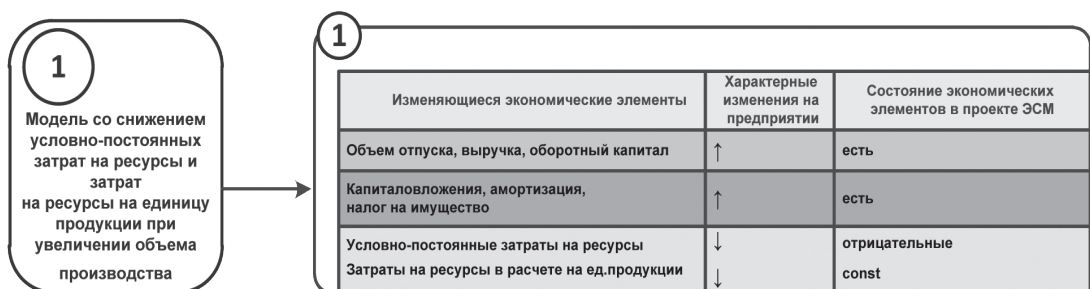 1
Модель со снижением
условно-постоянных
затрат на ресурсы и
затрат
на ресурсы на единицу
продукции при
увеличении объема
производства
1
Изменяющиеся экономические элементы
Характерные
изменения на
предприятии
Состояние экономических
элементов в проекте ЭСМ
Объем отпуска, выручка, оборотный капитал
↑
есть
Капиталовложения, амортизация,
налог на имущество
↑
есть
Условно-постоянные затраты на ресурсы
↓
отрицательные
Затраты на ресурсы в расчете на ед.продукции
↓
const